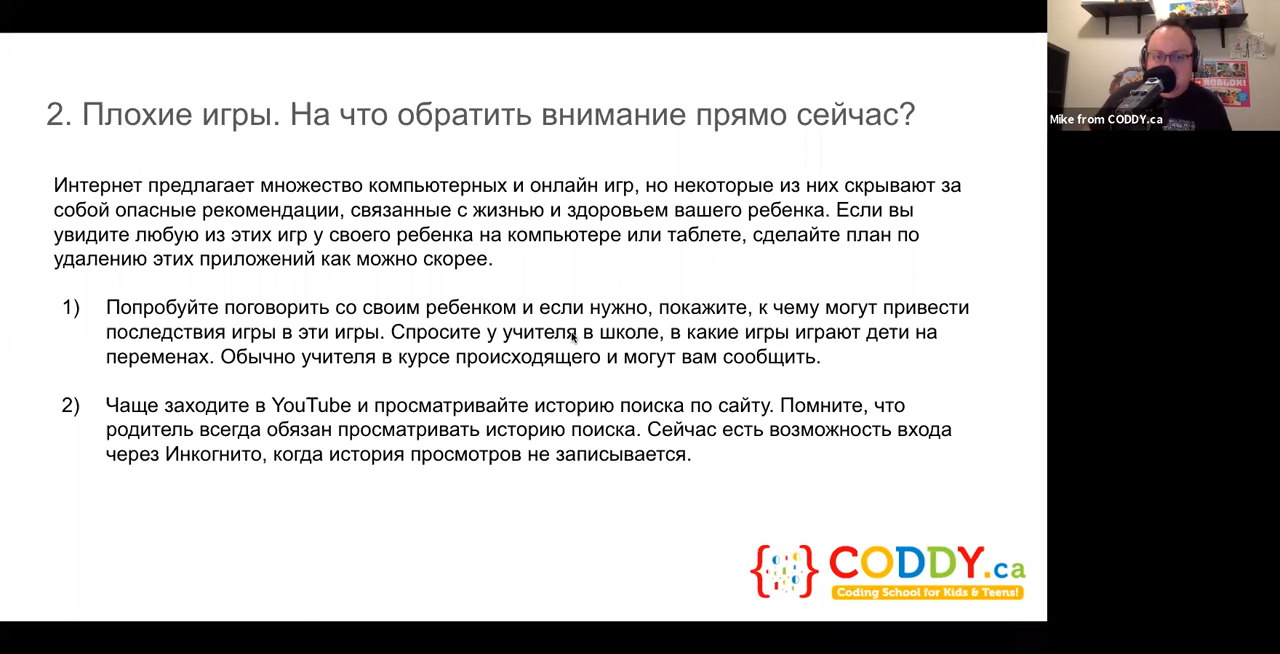 2. Плохие игры. На что обратить внимание прямо сейчас?
Интернет предлагает множество компьютерных и онлайн игр, но некоторые из них скрывают за
собой опасные рекомендации, связанные с жизнью и здоровьем вашего ребенка. Если вы
увидите любую из этих игр у своего ребенка на компьютере или таблете, сделайте план по
удалению этих приложений как можно скорее.
1) Попробуйте поговорить со своим ребенком и если нужно, покажите, к чему могут привести
последствия игры в эти игры. Спросите у учителя в школе, в какие игры играют дети на
переменах. Обычно учителя в курсе происходящего и могут вам сообщить.
2) Чаще заходите в YouTube и просматривайте историю поиска по сайту. Помните, что
родитель всегда обязан просматривать историю поиска. Сейчас есть возможность входа
через Инкогнито, когда история просмотров не записывается.
CODDY.ca
Coding School for Kids & Teens!
ROBLOX
Mike from CODDY.ca